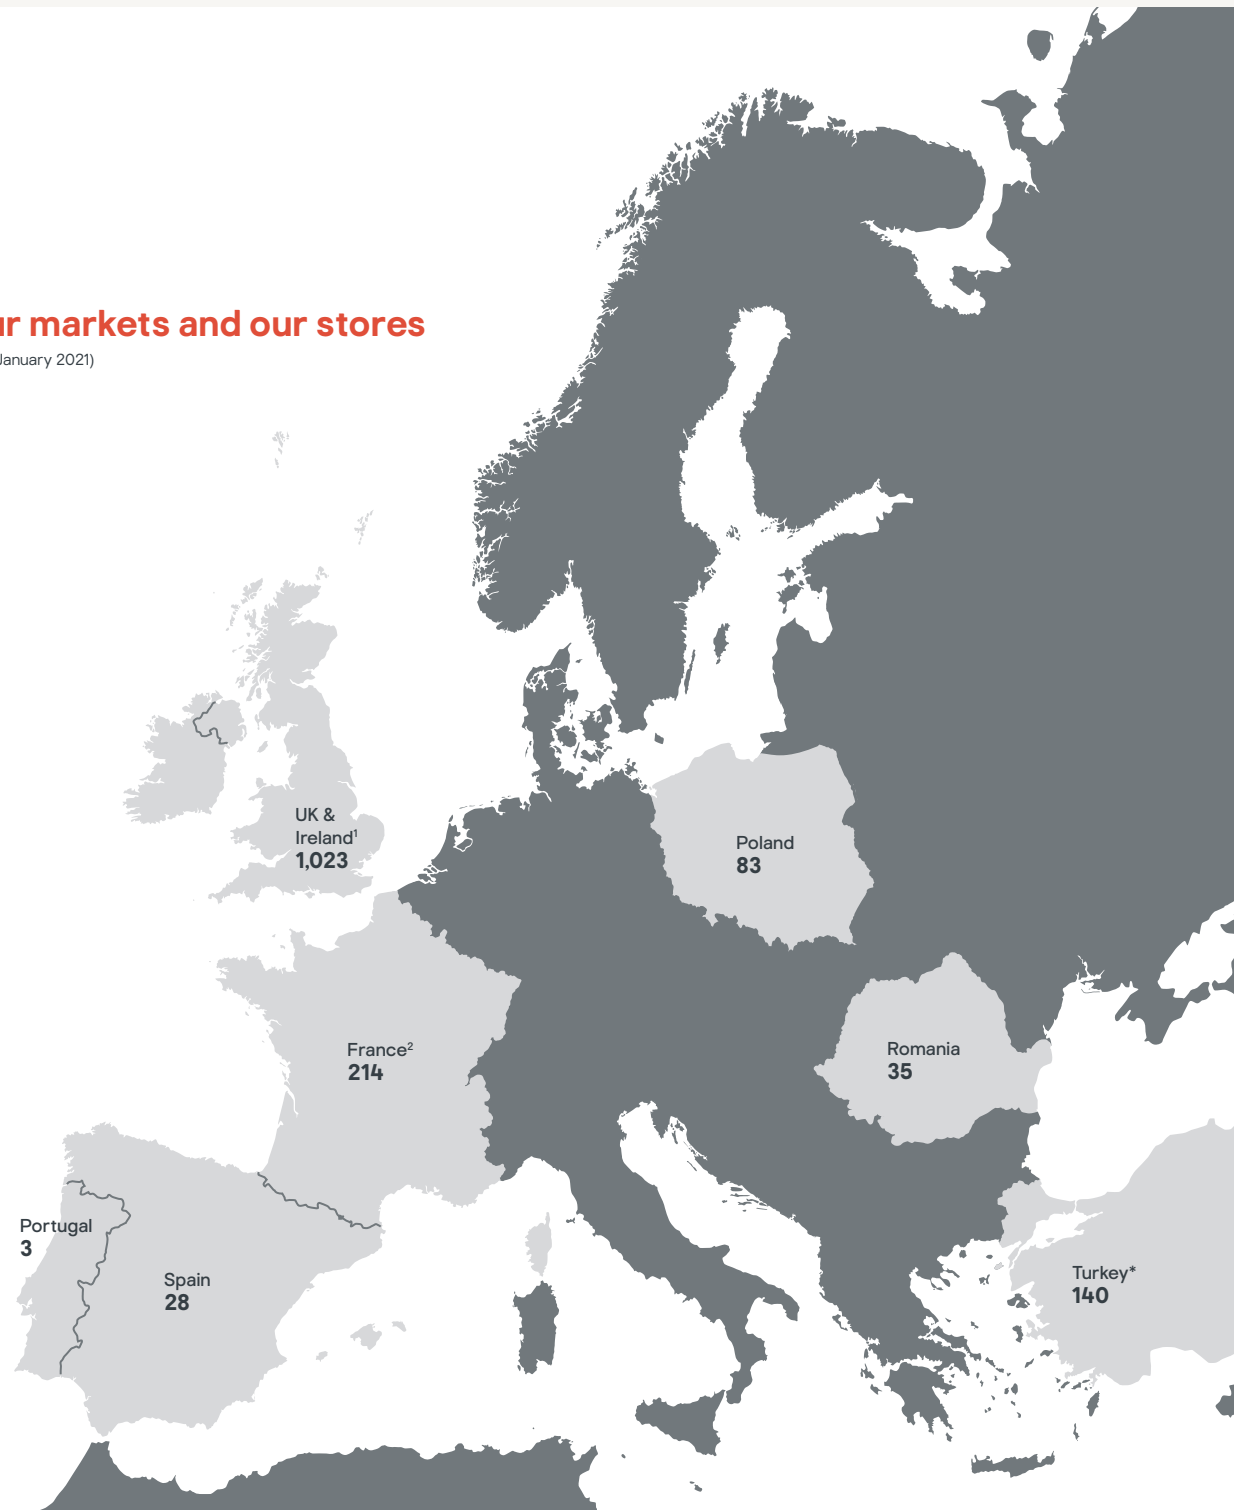 ur markets and our stores
January 2021)
UK &
Ireland¹
1,023
Poland
83
France²
214
Romania
35
Portugal
3
Spain
28
Turkey*
140